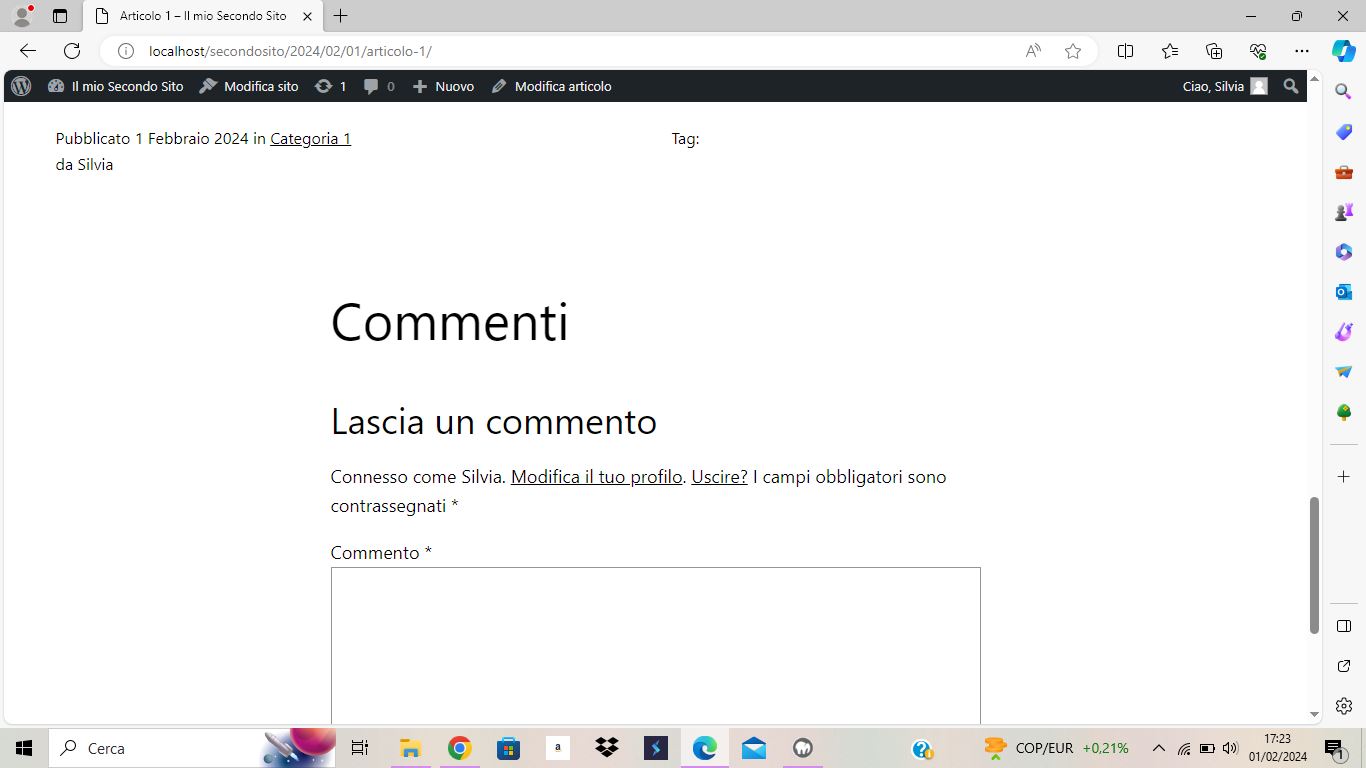 Articolo 1 – Il mio Secondo Sito
localhost/secondosito/2024/02/01/articolo-1/
Il mio Secondo Sito Modifica sito 1 0 Nuovo Modifica articolo Ciao, Silvia
Pubblicato 1 Febbraio 2024 in Categoria 1
da Silvia
Tag:
Commenti
Lascia un commento
Connesso come Silvia. Modifica il tuo profilo. Uscire? I campi obbligatori sono
contrassegnati *
Commento *
Cerca
a
COP/EUR +0,21%
17:23
01/02/2024
1